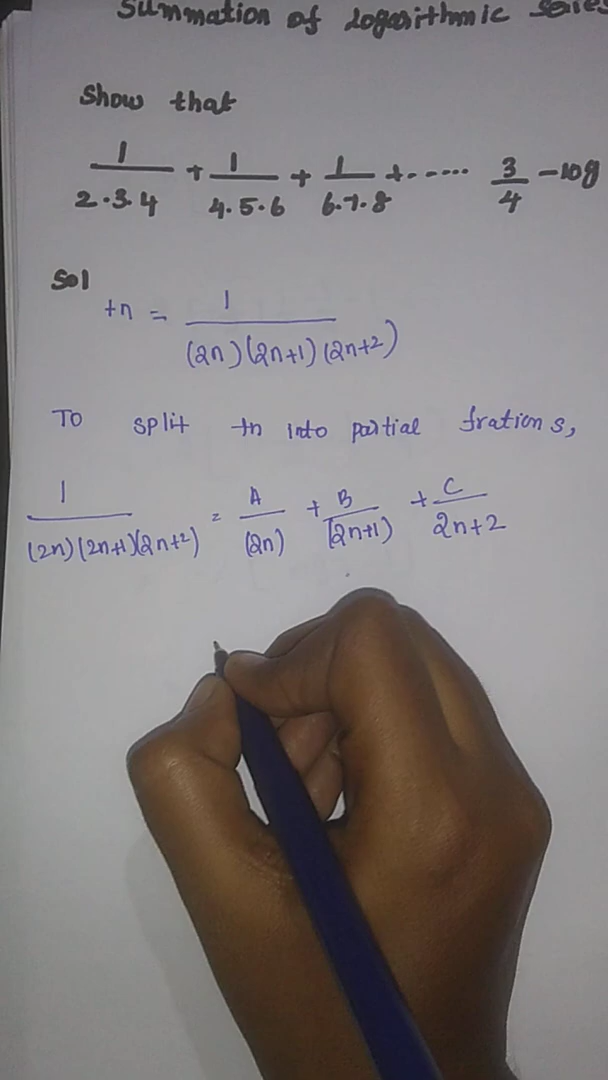 Summation of Logarithmic Series
Show that
1/2.3.4 + 1/4.5.6 + 1/6.7.8 +...... 3/4 - log
Sol
tn = 1/(2n)(2n+1)(2n+2)
To split tn into partial frations,
1/(2n)(2n+1)(2n+2) = A/(2n) + B/(2n+1) + C/2n+2